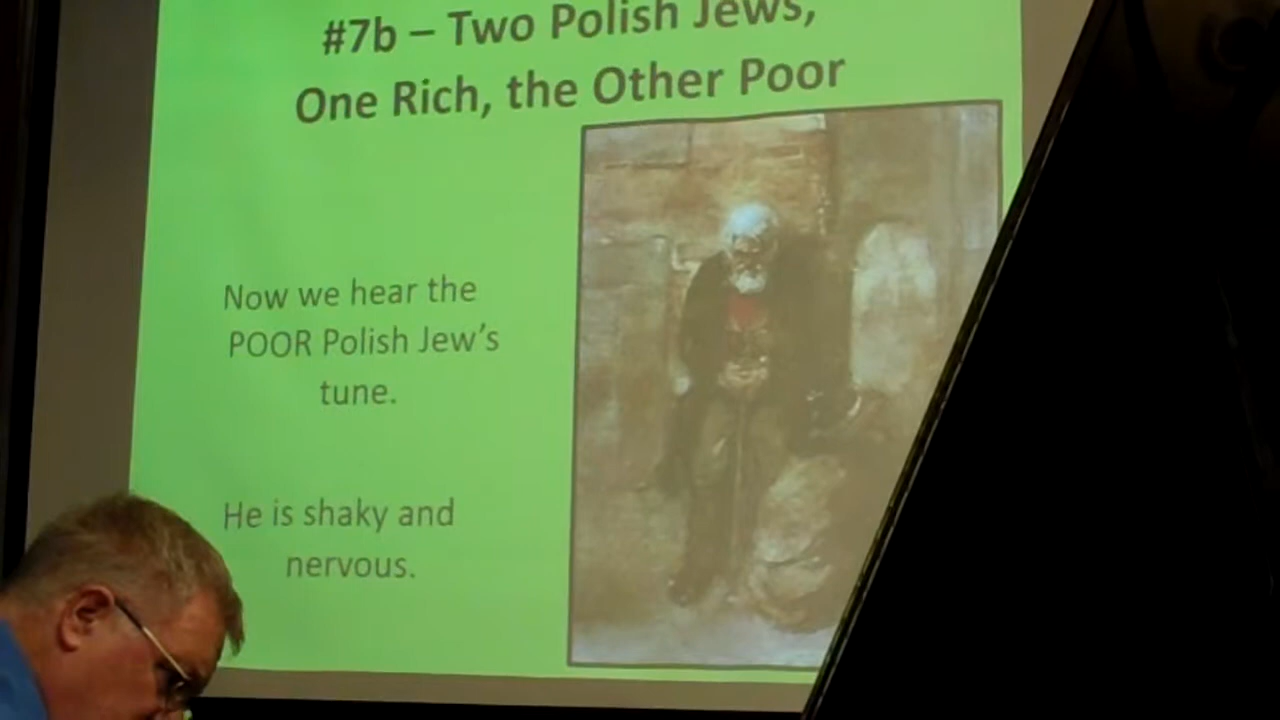 #7b – Two Polish Jews,
One Rich, the Other Poor
Now we hear the
POOR Polish Jew’s
tune.
He is shaky and
nervous.